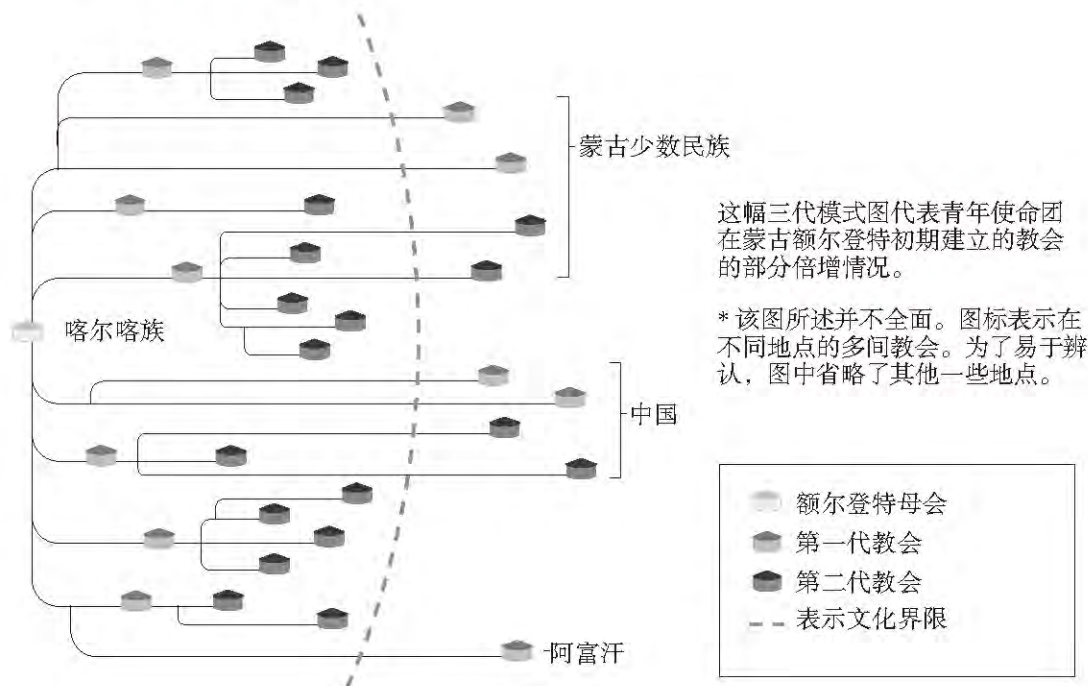 蒙古少数民族
喀尔喀族
中国
阿富汗
这幅三代模式图代表青年使命团
在蒙古额尔登特初期建立的教会
的部分倍增情况。
* 该图所述并不全面。图标表示在
不同地点的多间教会。为了易于辨
认，图中省略了其他一些地点。
额尔登特母会
第一代教会
第二代教会
表示文化界限